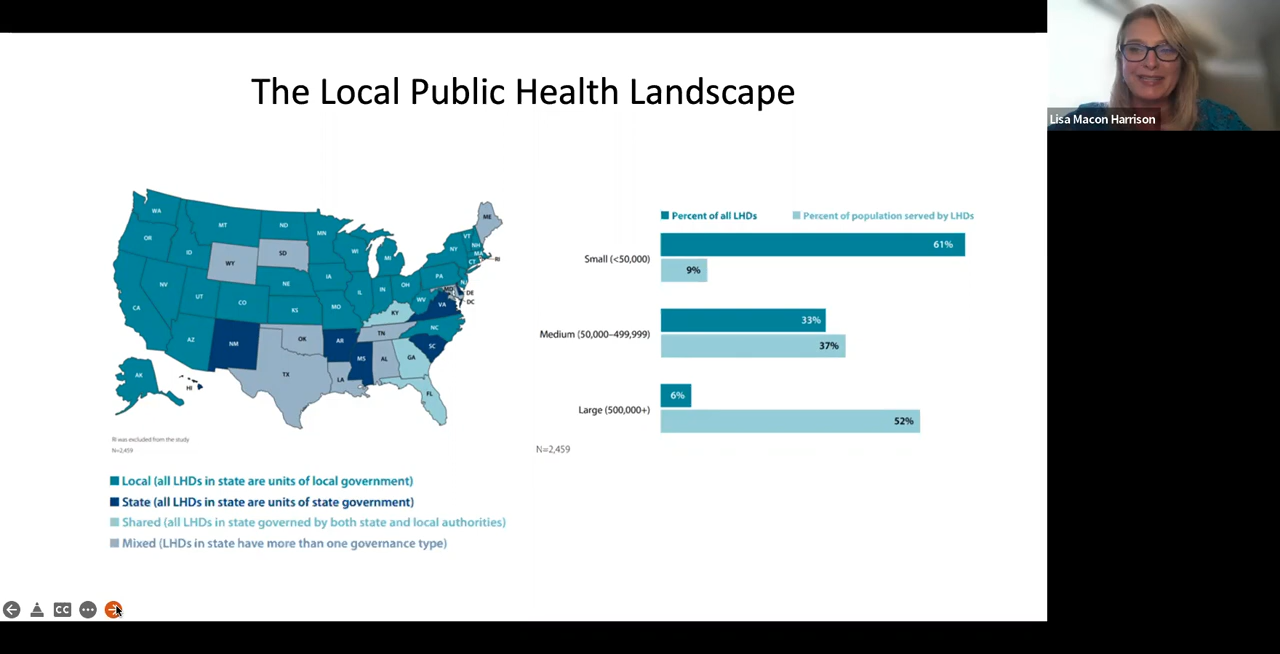 The Local Public Health Landscape
Lisa Macon Harrison
WA
MT
ND
MN
OR
ID
WY
SD
WI
MI
NY
VT
NH
MA
CT
RI
ME
NV
UT
CO
NE
IA
IL
IN
OH
PA
NJ
DE
DC
MD
WV
VA
CA
AZ
NM
KS
MO
KY
TN
NC
OK
AR
SC
TX
LA
MS
AL
GA
FL
AK
HI
RI was excluded from the study
N=2,459
Local (all LHDs in state are units of local government)
State (all LHDs in state are units of state government)
Shared (all LHDs in state governed by both state and local authorities)
Mixed (LHDs in state have more than one governance type)
Percent of all LHDs Percent of population served by LHDs
Small (<50,000) 61%
9%
Medium (50,000–499,999) 33%
37%
Large (500,000+) 6%
52%
N=2,459
CC